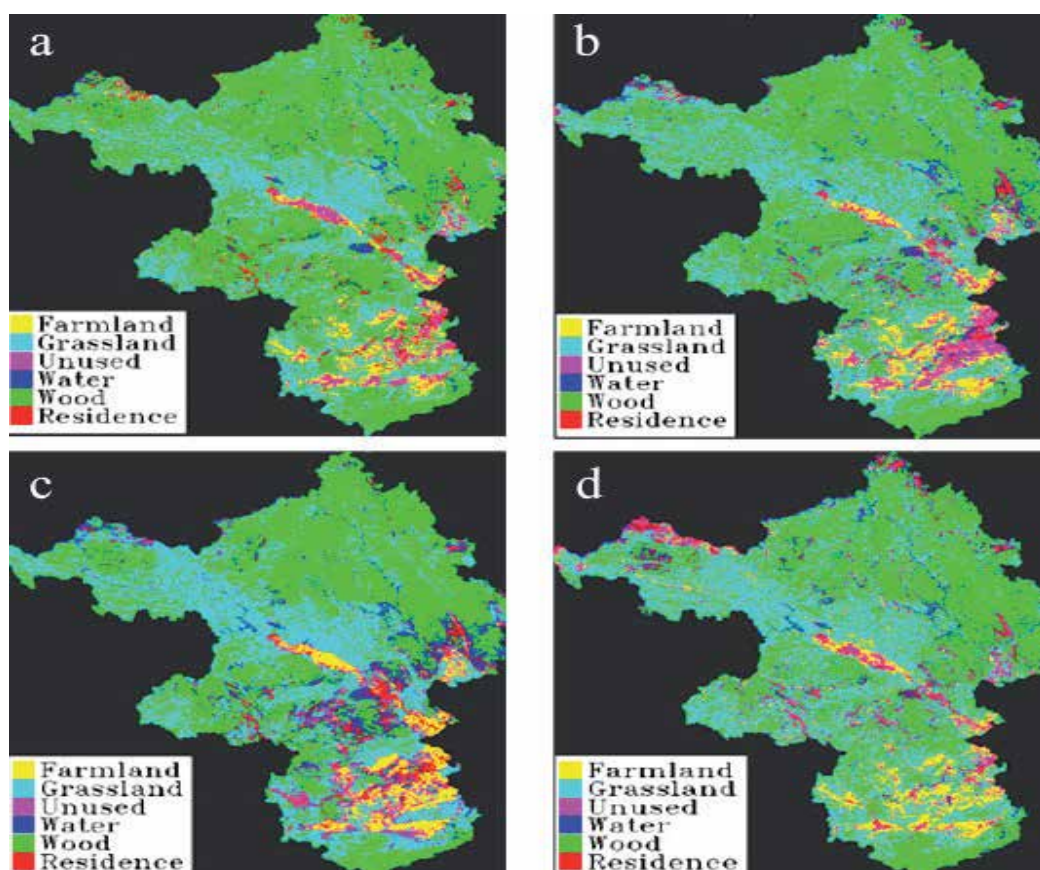 a
Farmland
Grassland
Unused
Water
Wood
Residence
b
Farmland
Grassland
Unused
Water
Wood
Residence
c
Farmland
Grassland
Unused
Water
Wood
Residence
d
Farmland
Grassland
Unused
Water
Wood
Residence